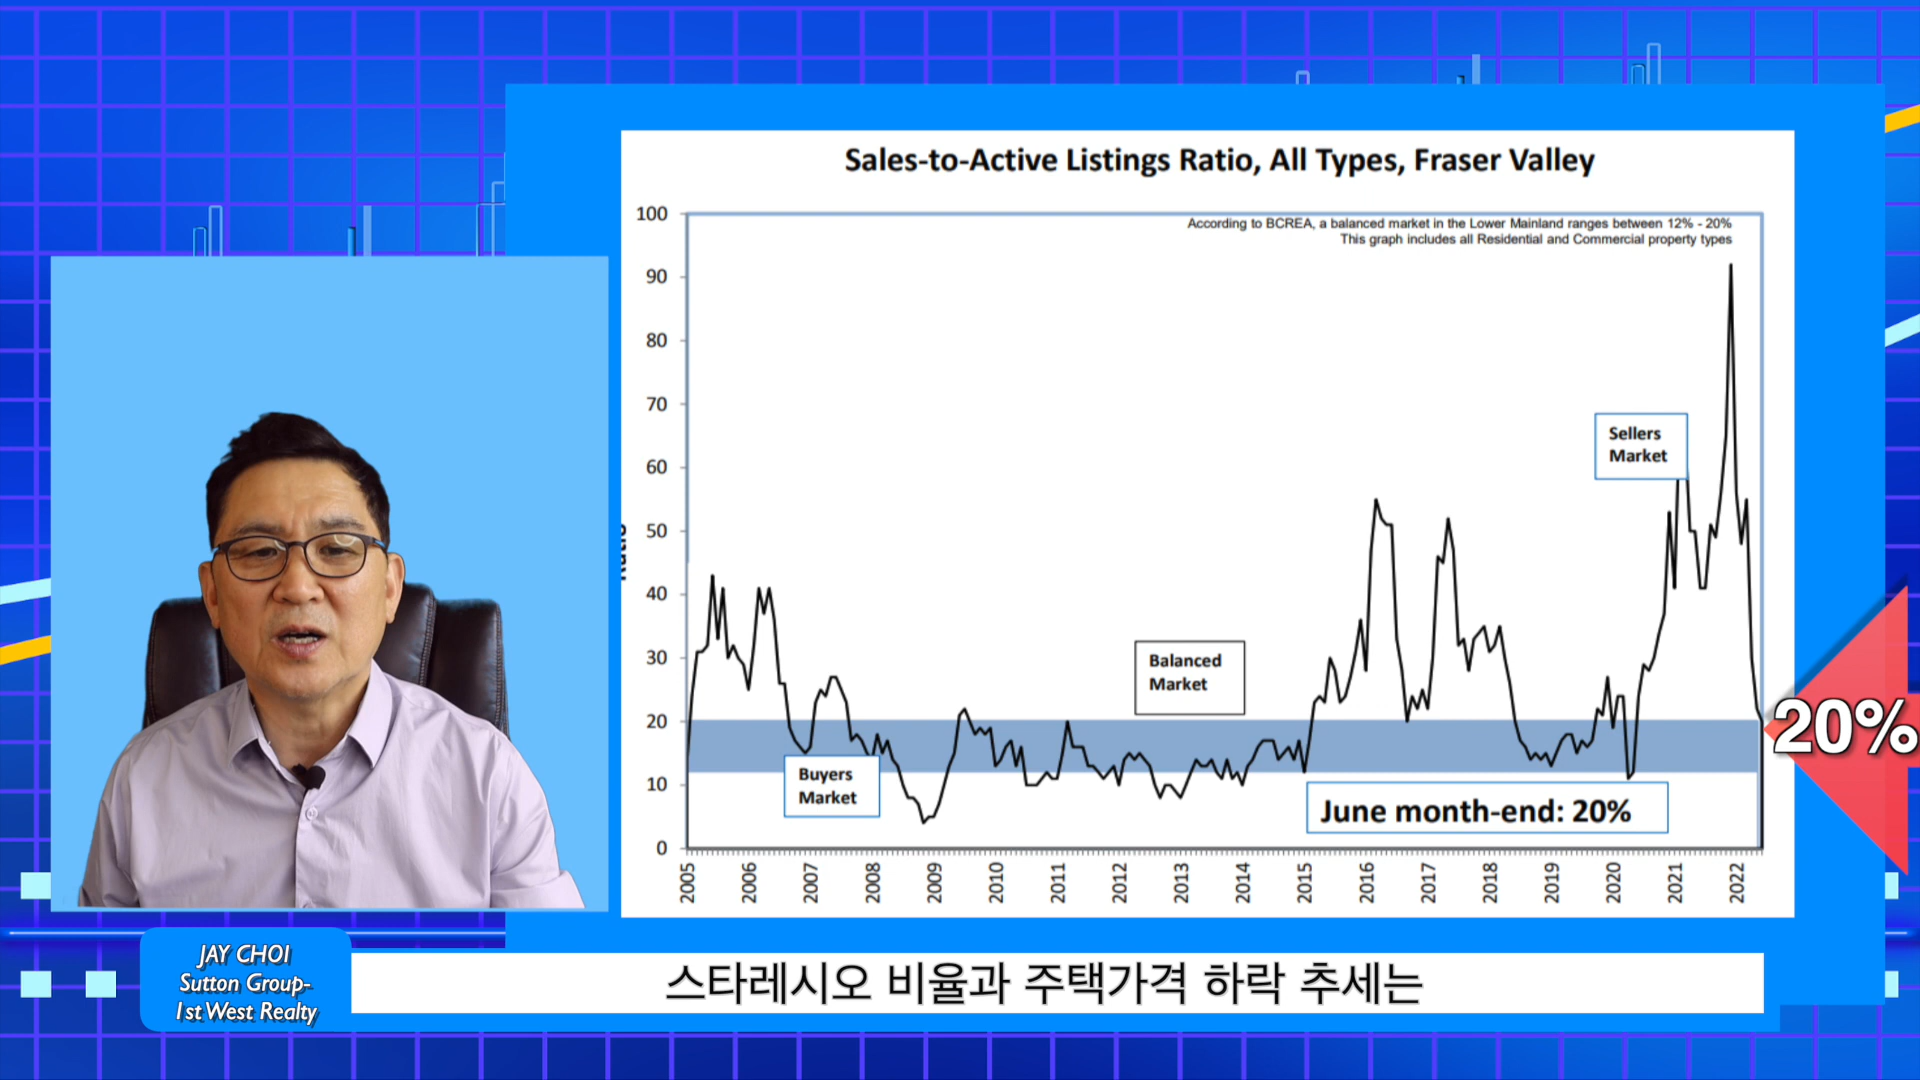 Sales-to-Active Listings Ratio, All Types, Fraser Valley
According to BCREA, a balanced market in the Lower Mainland ranges between 12% - 20%
This graph includes all Residential and Commercial property types
100
90
80
70
60
50
40
30
20
10
0
Sellers
Market
Balanced
Market
Buyers
Market
June month-end: 20%
20%
2005
2006
2007
2008
2009
2010
2011
2012
2013
2014
2015
2016
2017
2018
2019
2020
2021
2022
JAY CHOI
Sutton Group-
1st West Realty
스타레시오 비율과 주택가격 하락 추세는